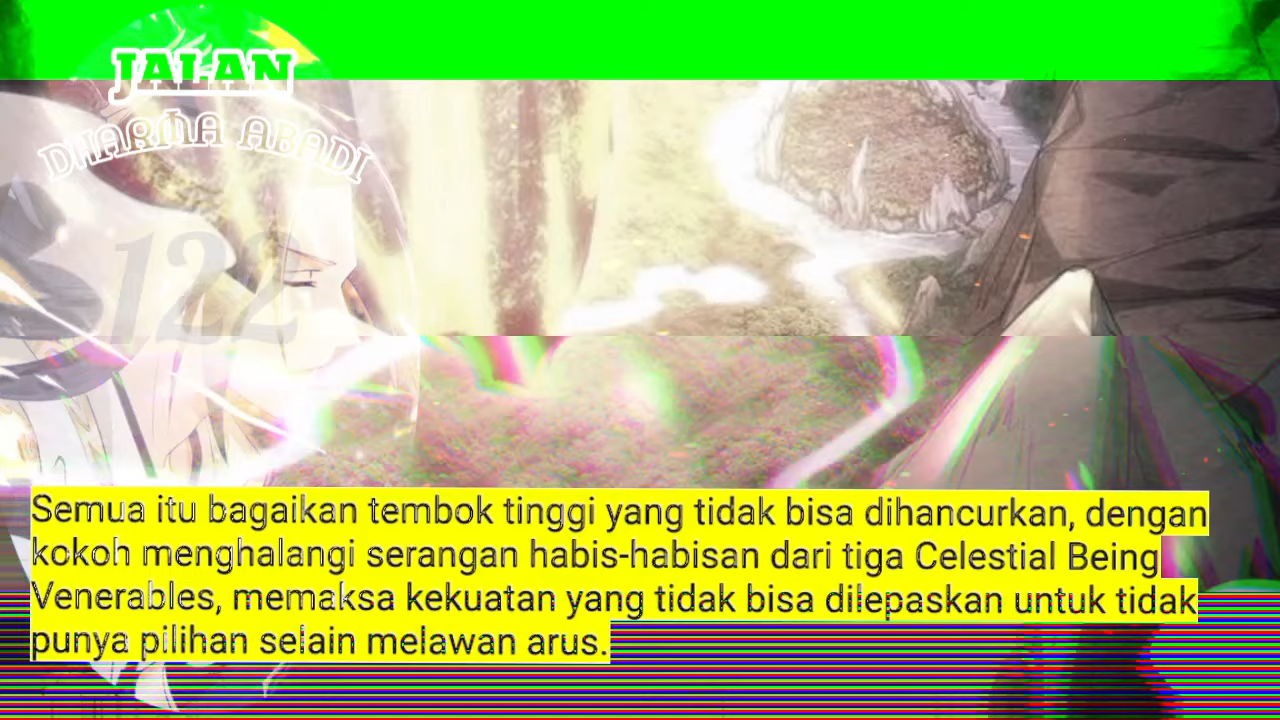 JALAN
DHARMA ABADI
122
Semua itu bagaikan tembok tinggi yang tidak bisa dihancurkan, dengan
kokoh menghalangi serangan habis-habisan dari tiga Celestial Being
Venerables, memaksa kekuatan yang tidak bisa dilepaskan untuk tidak
punya pilihan selain melawan arus.